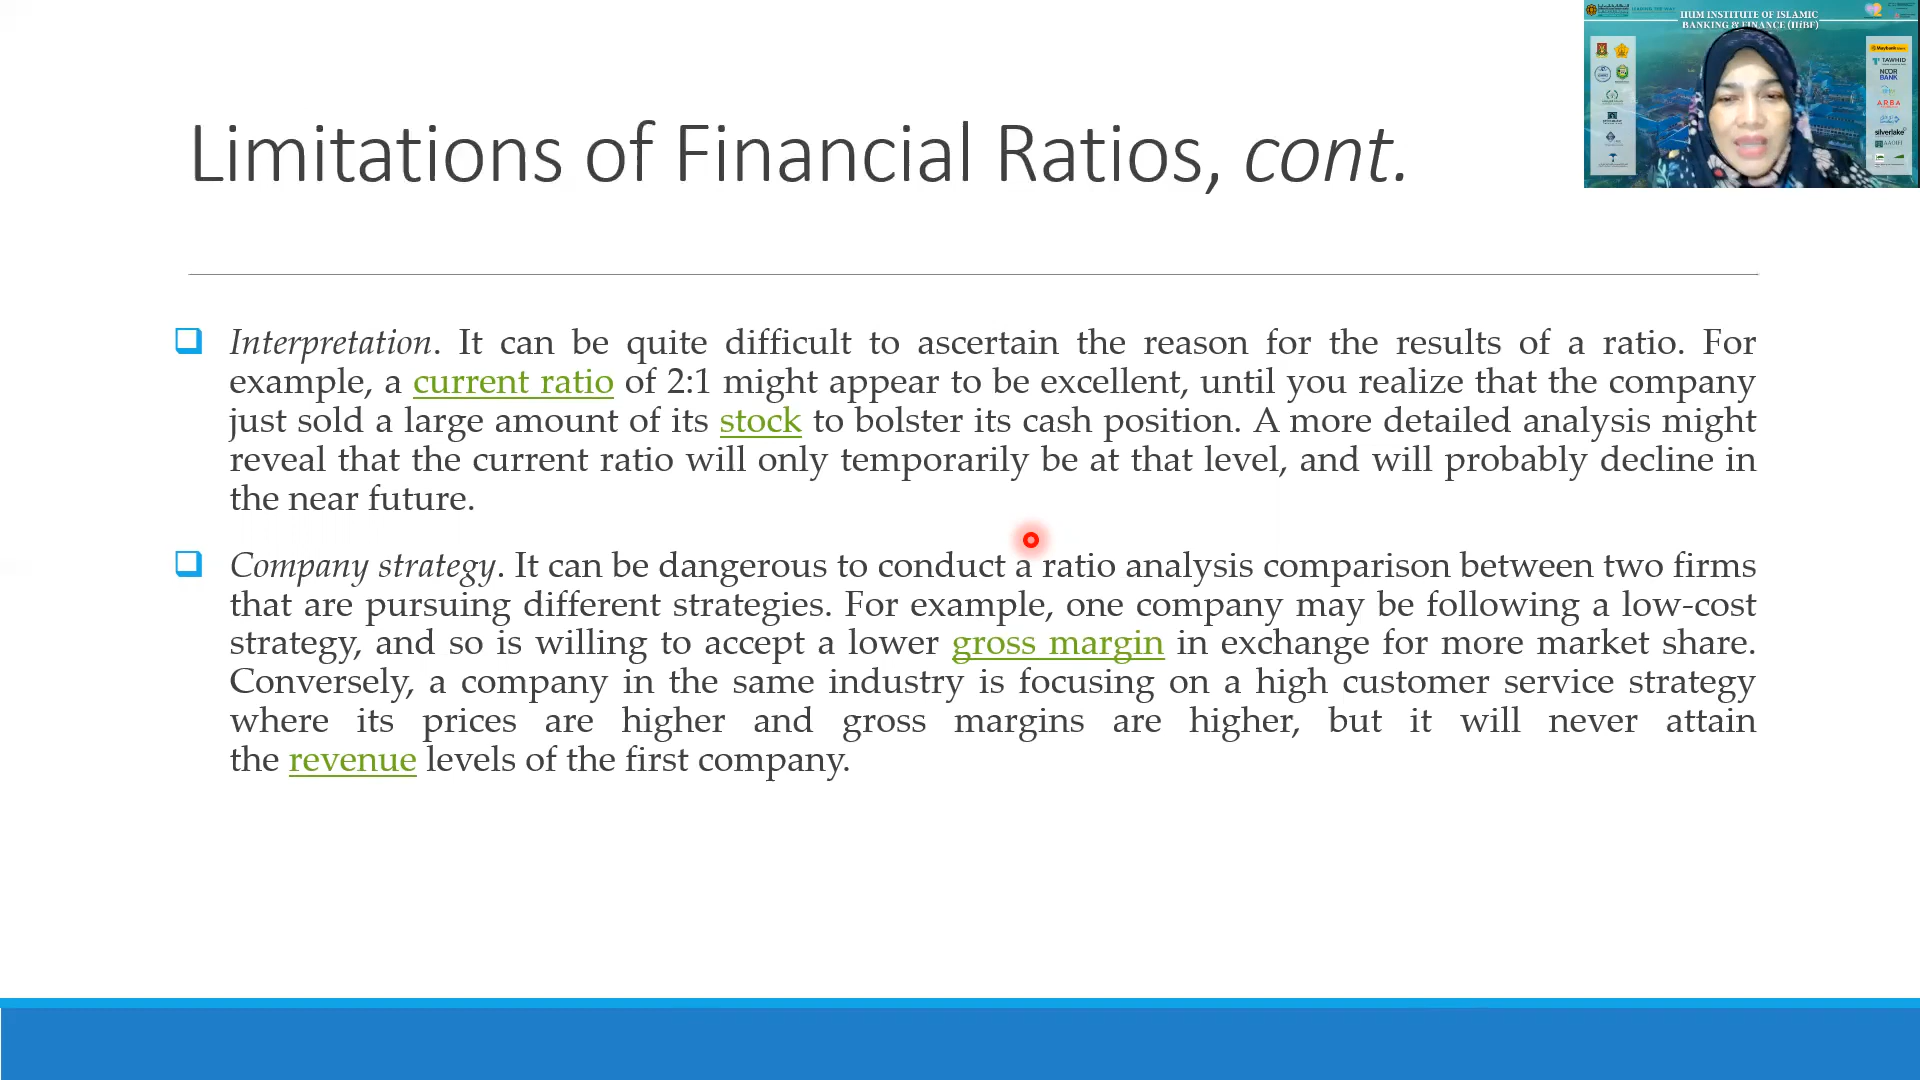 IIUM INSTITUTE OF ISLAMIC
BANKING & FINANCE (IIiBF)
Maybank
TAWHID
NOOR
BANK
ARBA
silverlake
AAOIFI
Limitations of Financial Ratios, cont.
Interpretation. It can be quite difficult to ascertain the reason for the results of a ratio. For
example, a current ratio of 2:1 might appear to be excellent, until you realize that the company
just sold a large amount of its stock to bolster its cash position. A more detailed analysis might
reveal that the current ratio will only temporarily be at that level, and will probably decline in
the near future.
Company strategy. It can be dangerous to conduct a ratio analysis comparison between two firms
that are pursuing different strategies. For example, one company may be following a low-cost
strategy, and so is willing to accept a lower gross margin in exchange for more market share.
Conversely, a company in the same industry is focusing on a high customer service strategy
where its prices are higher and gross margins are higher, but it will never attain
the revenue levels of the first company.